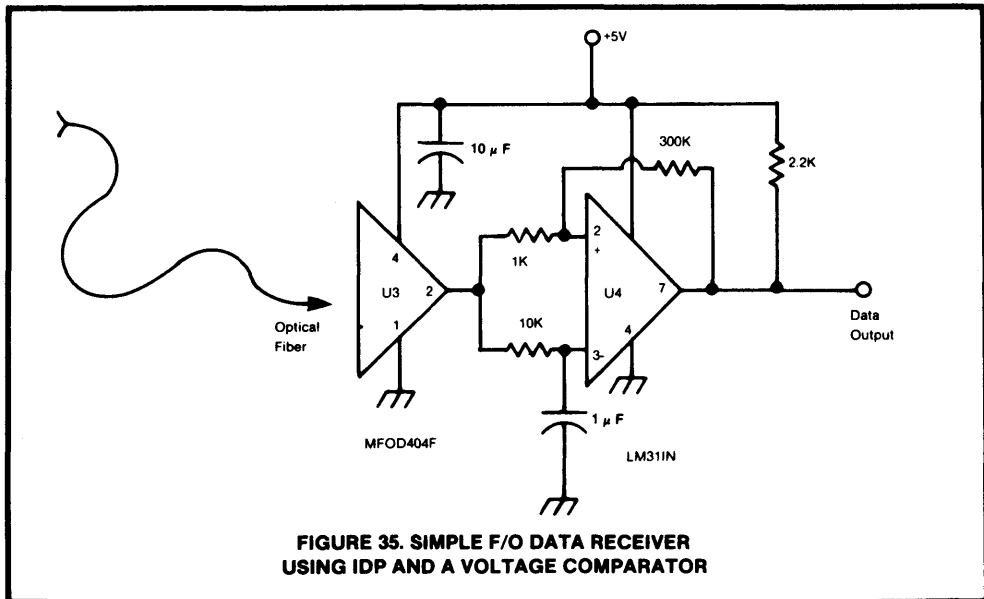 +5V
10 μ F
300K
2.2K
4
2
+
1K
U3
2
U4
7
1
10K
4
3-
Data
Output
Optical
Fiber
1 μ F
MFOD404F
LM31IN
FIGURE 35. SIMPLE F/O DATA RECEIVER
USING IDP AND A VOLTAGE COMPARATOR